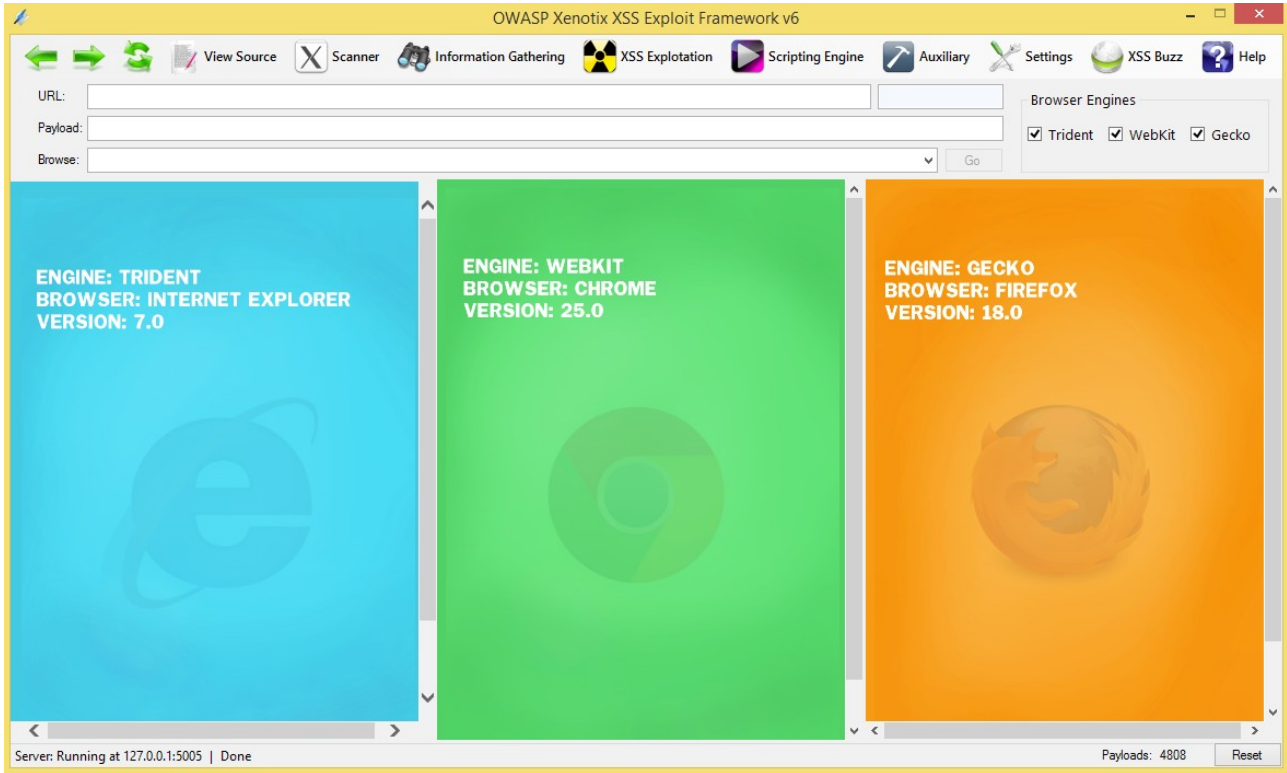 OWASP Xenotix XSS Exploit Framework v6
View Source X Scanner Information Gathering XSS Explotation Scripting Engine Auxiliary Settings XSS Buzz ? Help
URL:
Browser Engines
Payload:
Trident WebKit Gecko
Browse: Go
ENGINE: TRIDENT
BROWSER: INTERNET EXPLORER
VERSION: 7.0
ENGINE: WEBKIT
BROWSER: CHROME
VERSION: 25.0
ENGINE: GECKO
BROWSER: FIREFOX
VERSION: 18.0
Server: Running at 127.0.0.1:5005 | Done
Payloads: 4808 Reset